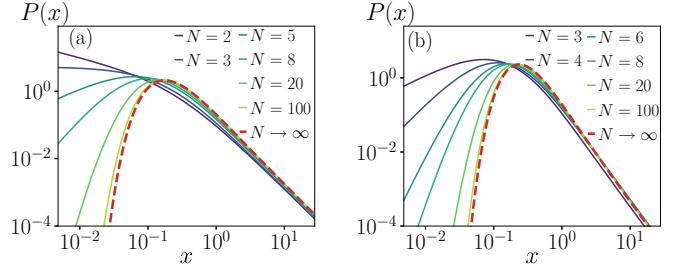 P(x)
(a)
N = 2
N = 3
N = 5
N = 8
N = 20
N = 100
N → ∞
10^0
10^−2
10^−4
10^−2
10^−1
10^0
10^1
x
P(x)
(b)
N = 3
N = 4
N = 6
N = 8
N = 20
N = 100
N → ∞
10^0
10^−2
10^−4
10^−2
10^−1
10^0
10^1
x